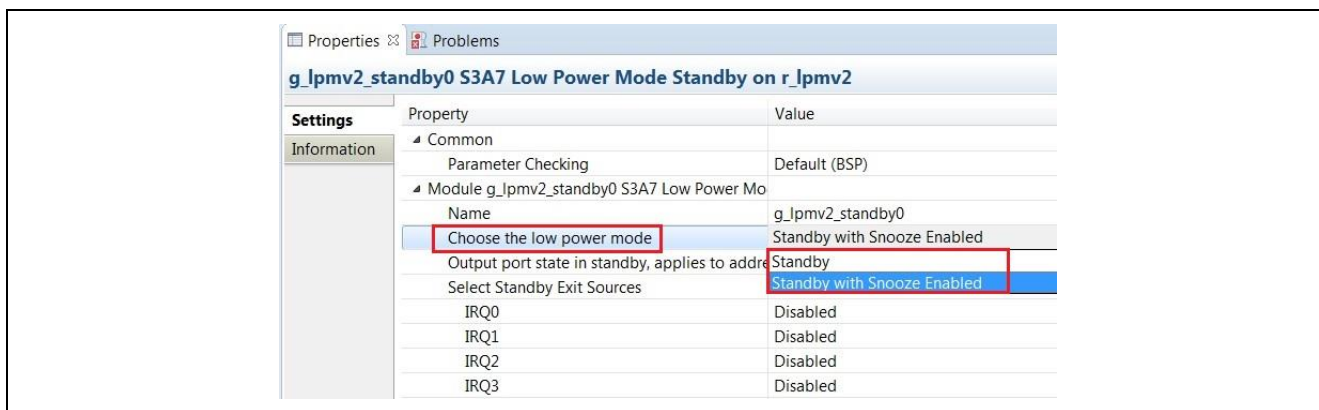 Properties Problems
g_lpmv2_standby0 S3A7 Low Power Mode Standby on r_lpmv2
Settings
Information
Property Value
Common
Parameter Checking Default (BSP)
Module g_lpmv2_standby0 S3A7 Low Power Mo
Name g_lpmv2_standby0
Choose the low power mode Standby with Snooze Enabled
Output port state in standby, applies to addre Standby
Standby with Snooze Enabled
Select Standby Exit Sources
IRQ0 Disabled
IRQ1 Disabled
IRQ2 Disabled
IRQ3 Disabled